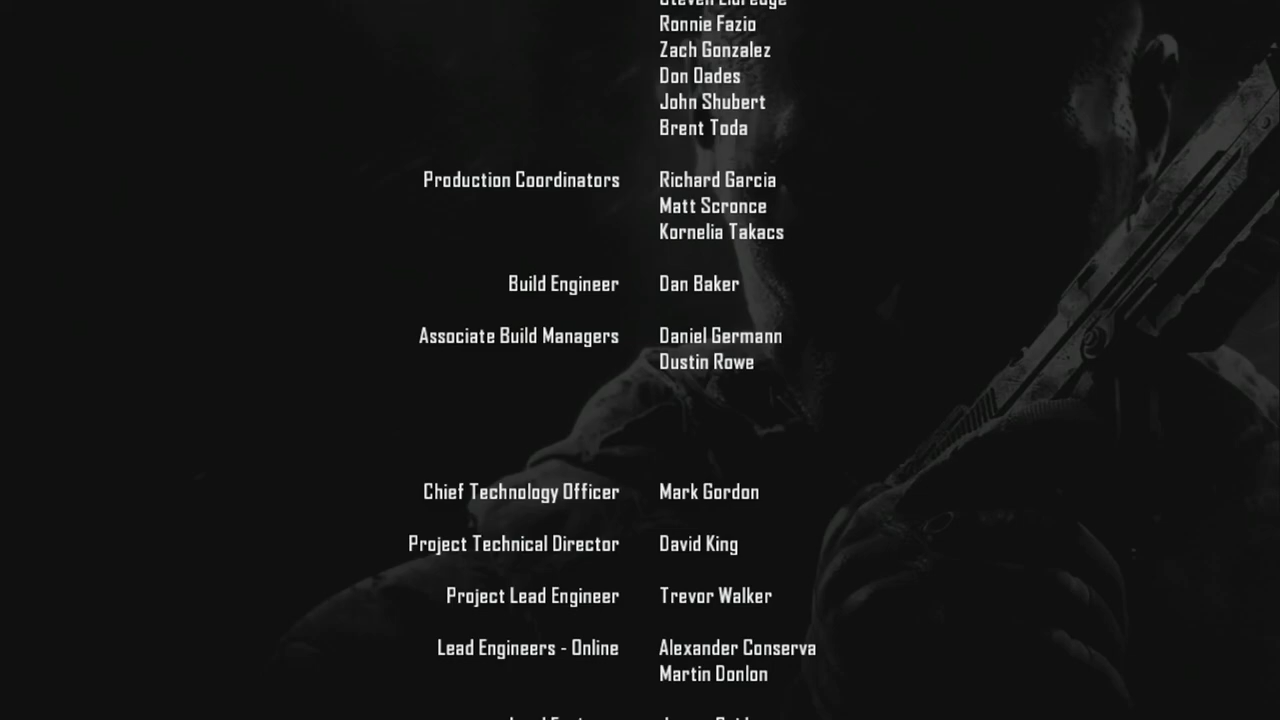 Ronnie Fazio
Zach Gonzalez
Don Oades
John Shubert
Brent Toda
Production Coordinators Richard Garcia
Matt Scronce
Kornelia Takacs
Build Engineer Dan Baker
Associate Build Managers Daniel Germann
Dustin Rowe
Chief Technology Officer Mark Gordon
Project Technical Director David King
Project Lead Engineer Trevor Walker
Lead Engineers - Online Alexander Conserva
Martin Donlon